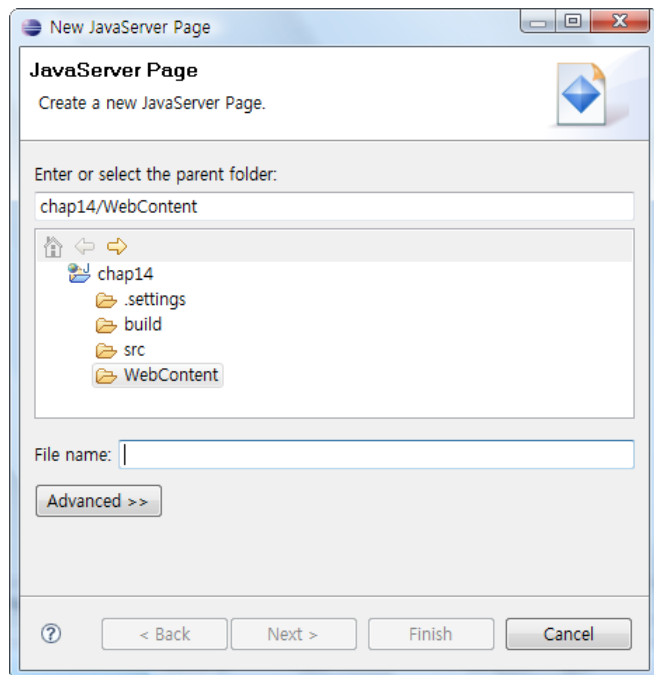 New JavaServer Page
JavaServer Page
Create a new JavaServer Page.
Enter or select the parent folder:
chap14/WebContent
chap14
.settings
build
src
WebContent
File name:
Advanced >>
? < Back Next > Finish Cancel